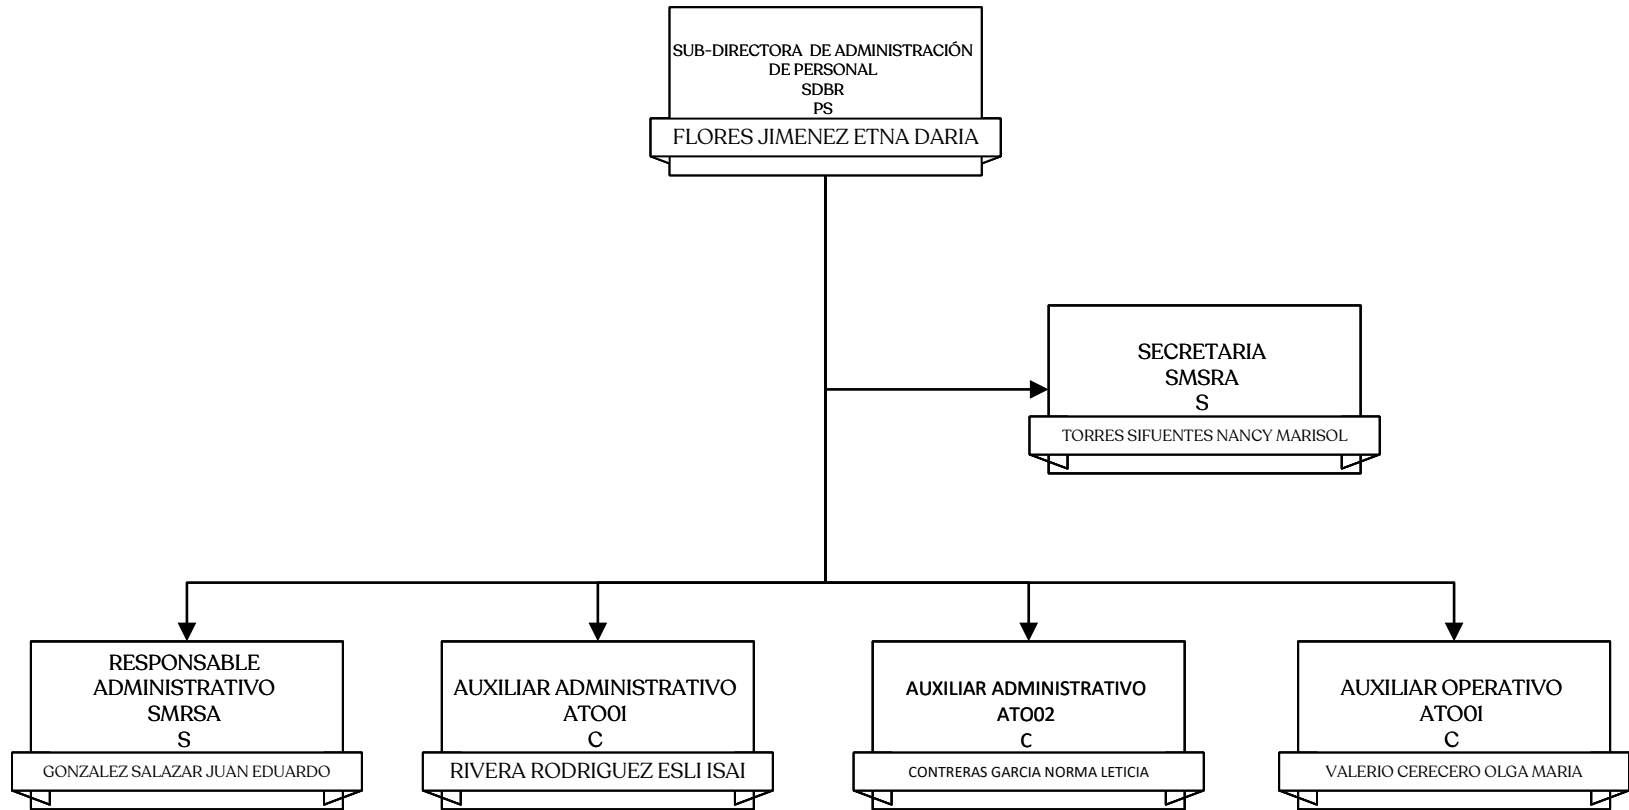 SUB-DIRECTORA DE ADMINISTRACIÓN
DE PERSONAL
SDBR
PS
FLORES JIMENEZ ETNA DARIA
SECRETARIA
SMSRA
S
TORRES SIFUENTES NANCY MARISOL
RESPONSABLE
ADMINISTRATIVO
SMRSA
S
GONZALEZ SALAZAR JUAN EDUARDO
AUXILIAR ADMINISTRATIVO
ATO01
C
RIVERA RODRIGUEZ ESLI ISAI
AUXILIAR ADMINISTRATIVO
ATO02
C
CONTRERAS GARCIA NORMA LETICIA
AUXILIAR OPERATIVO
ATO01
C
VALERIO CERECERO OLGA MARIA